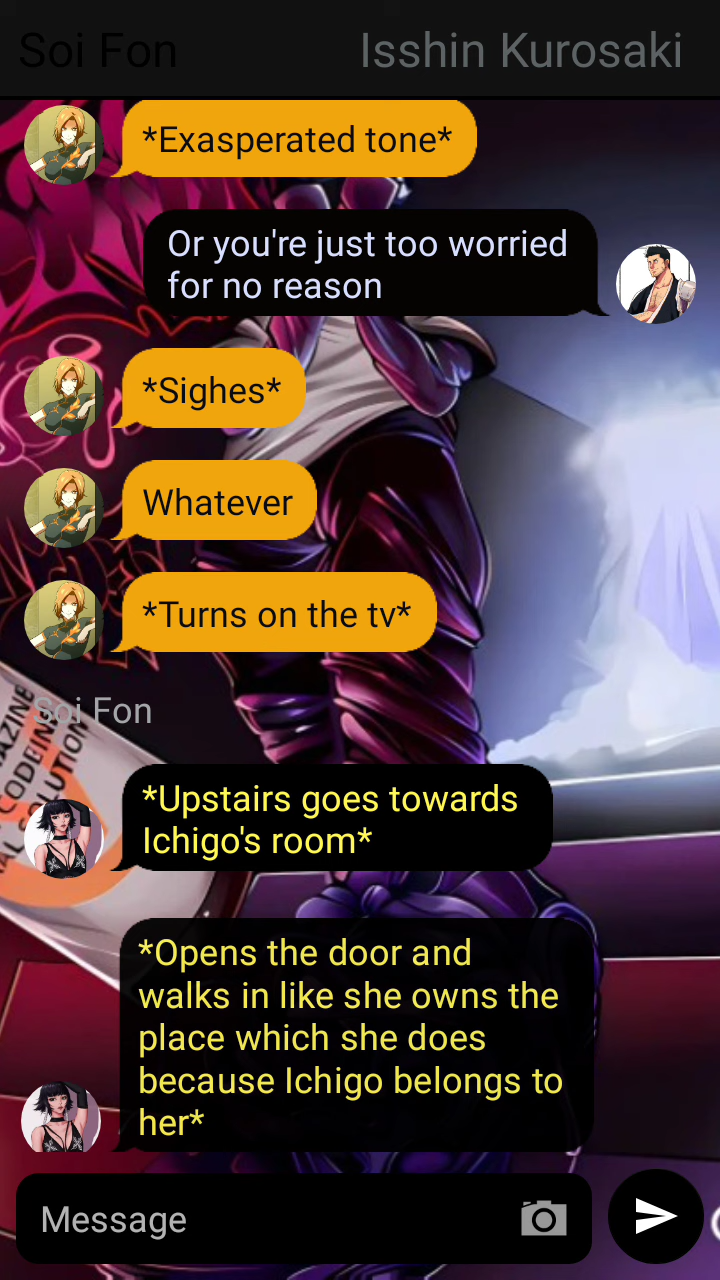 Soi Fon Isshin Kurosaki
*Exasperated tone*
Or you're just too worried
for no reason
*Sighes*
Whatever
*Turns on the tv*
Soi Fon
*Upstairs goes towards
Ichigo's room*
*Opens the door and
walks in like she owns the
place which she does
because Ichigo belongs to
her*
Message